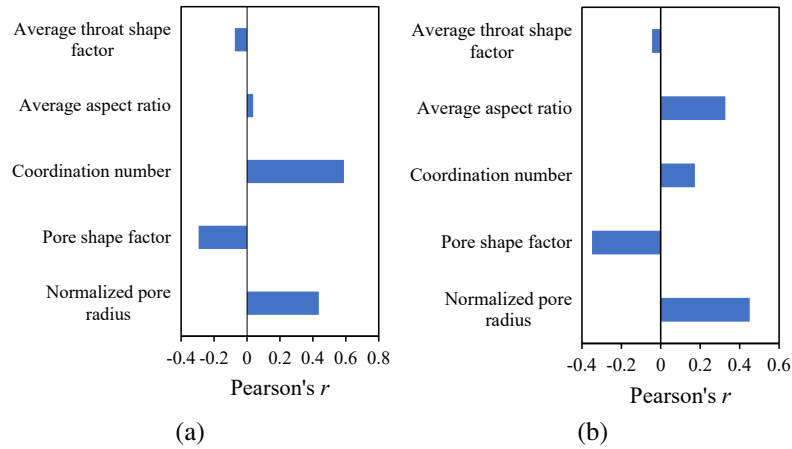 Average throat shape
factor
Average aspect ratio
Coordination number
Pore shape factor
Normalized pore
radius
-0.4 -0.2 0 0.2 0.4 0.6 0.8
Pearson's r
(a)
Average throat shape
factor
Average aspect ratio
Coordination number
Pore shape factor
Normalized pore
radius
-0.4 -0.2 0 0.2 0.4 0.6
Pearson's r
(b)